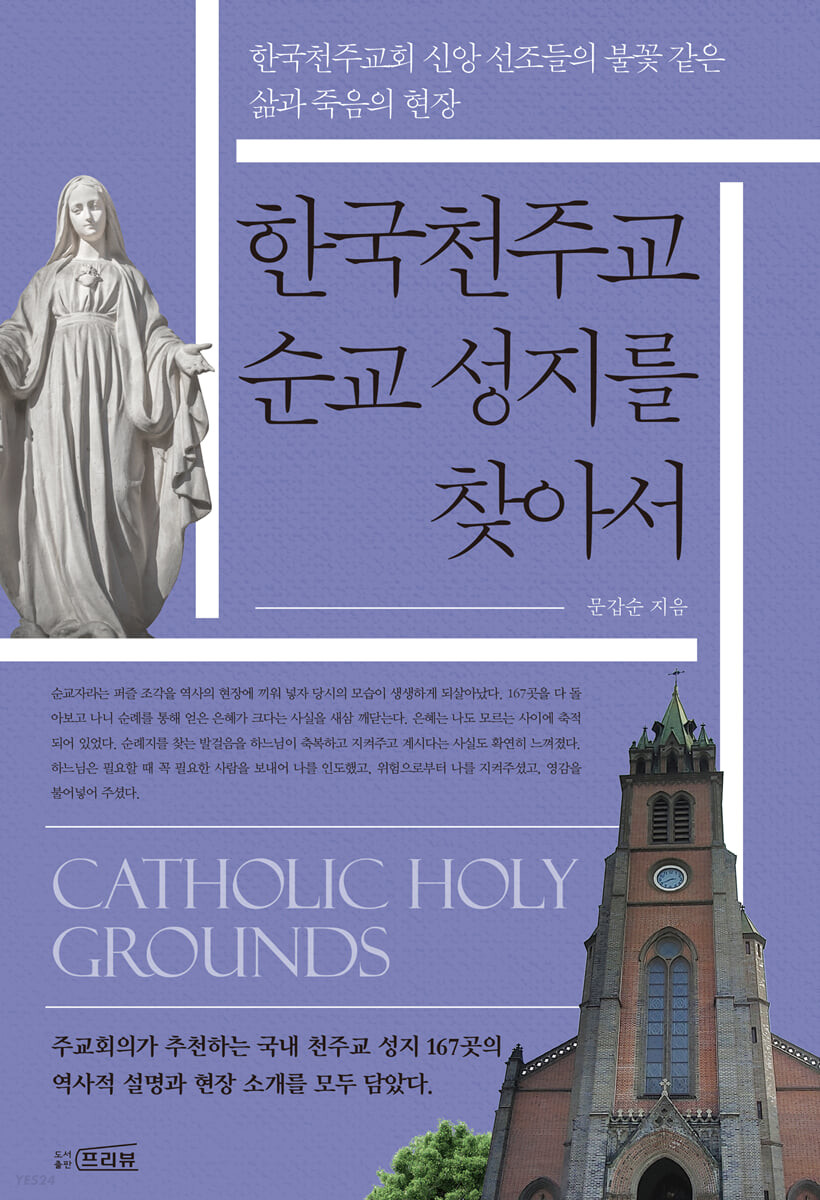 한국천주교회 신앙 선조들의 불꽃 같은
삶과 죽음의 현장
한국천주교
순교 성지를
찾아서
문갑순 지음
순교자라는 퍼즐 조각을 역사의 현장에 끼워 넣자 당시의 모습이 생생하게 되살아났다. 167곳을 다 돌
아보고 나니 순례를 통해 얻은 은혜가 크다는 사실을 새삼 깨닫는다. 은혜는 나도 모르는 사이에 축적
되어 있었다. 순례지를 찾는 발걸음을 하느님이 축복하고 지켜주고 계시다는 사실도 확연히 느껴졌다.
하느님은 필요할 때 꼭 필요한 사람을 보내어 나를 인도했고, 위험으로부터 나를 지켜주셨고, 영감을
불어넣어 주셨다.
CATHOLIC HOLY
GROUNDS
주교회의가 추천하는 국내 천주교 성지 167곳의
역사적 설명과 현장 소개를 모두 담았다.
도서
출판 프리뷰
YES24